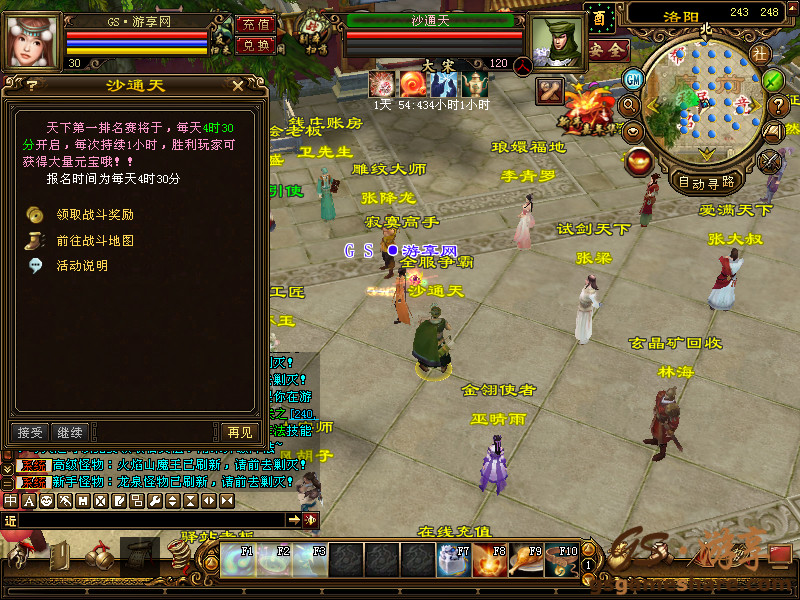 GS·游享网
30
充值
兑换
沙通天
120
大宋
酉
安全
洛阳
243 248
北
社
GM
自动寻路
1天 54:434小时1小时
? 沙通天
天下第一排名赛将于,每天4时30
分开启,每次持续1小时,胜利玩家可
获得大量元宝哦!!
报名时间为每天4时30分
领取战斗奖励
前往战斗地图
活动说明
接受
继续
再见
钱庄账房
卫先生
雕纹大师
张降龙
寂寞高手
GS●游享网
全服争霸
沙通天
琅嬛福地
李青罗
试剑天下
张梁
爱满天下
张大叔
玄晶矿回收
林海
金翎使者
巫晴雨
在线充值
高级怪物:火焰山魔王已刷新,请前去剿灭!
新手怪物:龙泉怪物已刷新,请前去剿灭!
近
F1 F2 F3 F7 F8 F9 F10
1
GS·游享